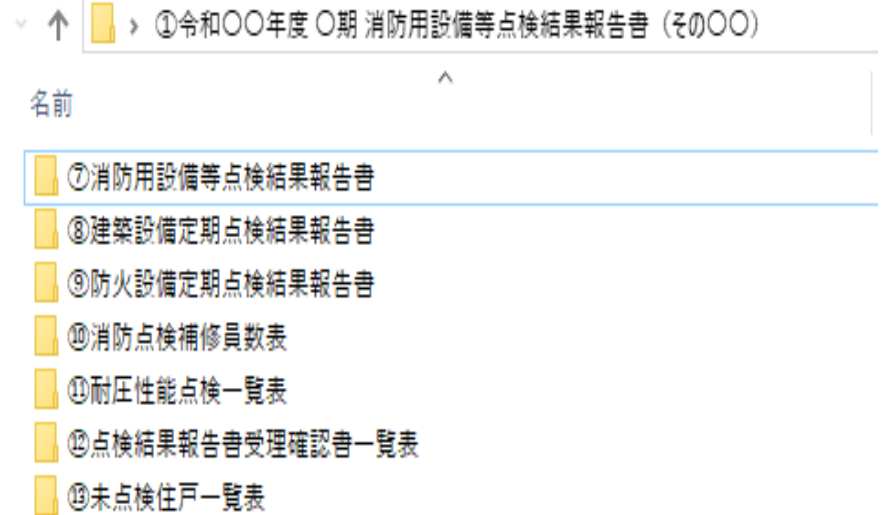 ①令和〇〇年度 〇期 消防用設備等点検結果報告書（その〇〇）
名前
⑦消防用設備等点検結果報告書
⑧建築設備定期点検結果報告書
⑨防火設備定期点検結果報告書
⑩消防点検補修員数表
⑪耐圧性能点検一覧表
⑫点検結果報告書受理確認書一覧表
⑬未点検住戸一覧表